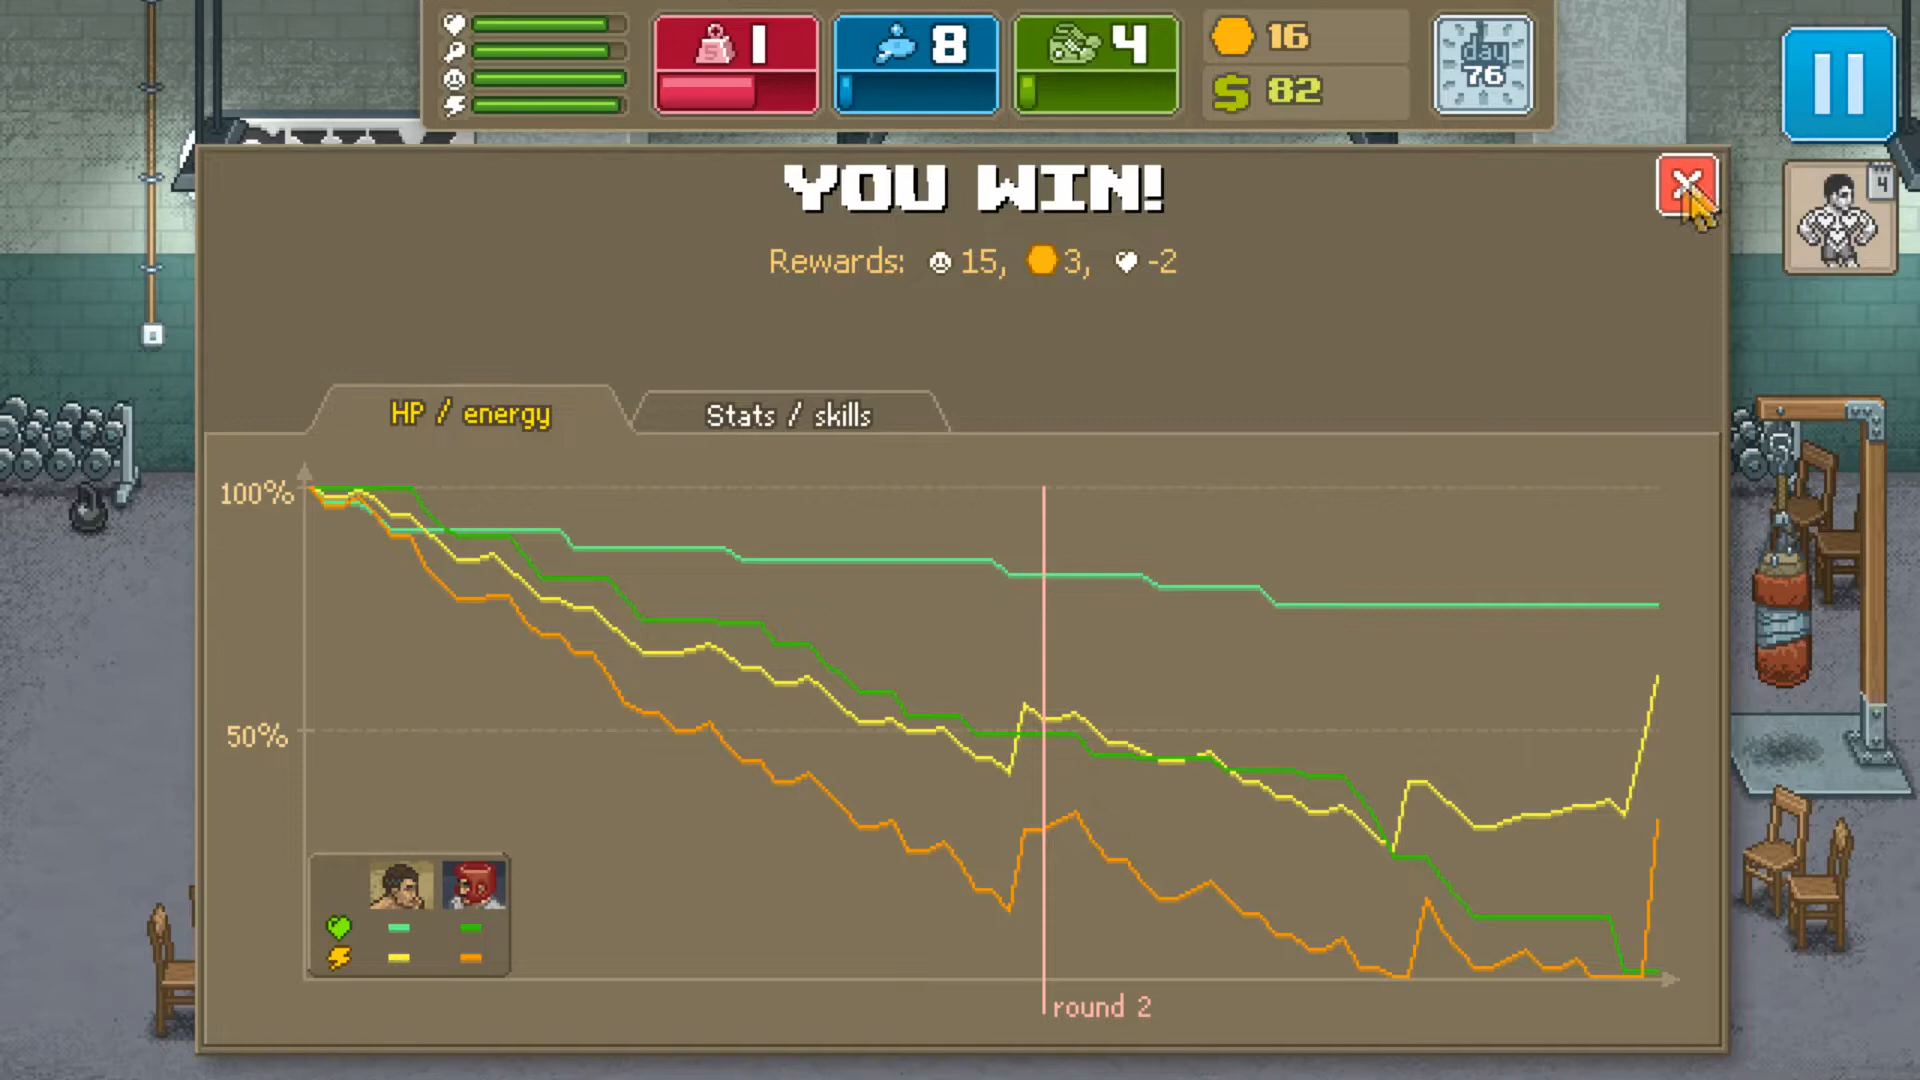 1
8
4
16
82
day
76
4
YOU WIN!
Rewards: 15, 3, -2
HP / energy
Stats / skills
100%
50%
round 2